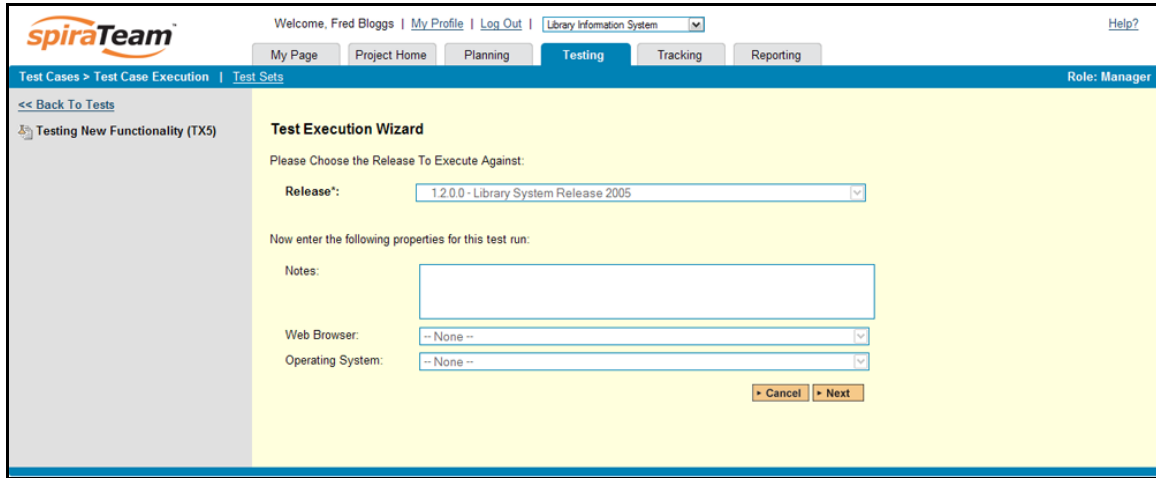 spiraTeam
Welcome, Fred Bloggs | My Profile | Log Out | Library Information System
Help?
My Page Project Home Planning Testing Tracking Reporting
Test Cases > Test Case Execution | Test Sets
Role: Manager
<< Back To Tests
Testing New Functionality (TX5)
Test Execution Wizard
Please Choose the Release To Execute Against:
Release*: 1.2.0.0 - Library System Release 2005
Now enter the following properties for this test run:
Notes:
Web Browser: -- None --
Operating System: -- None --
Cancel Next